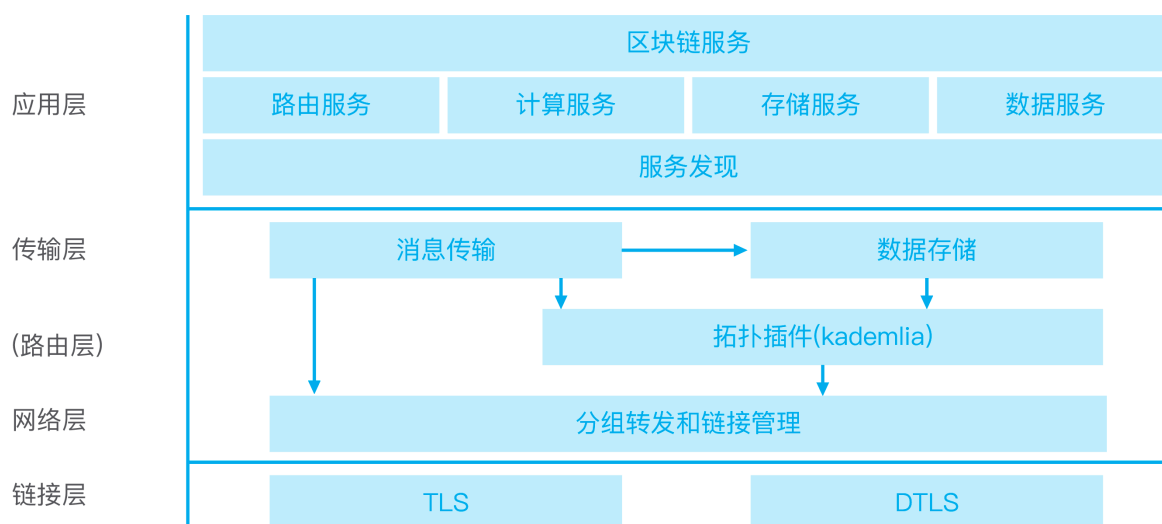 区块链服务
应用层
路由服务
计算服务
存储服务
数据服务
服务发现
传输层
消息传输
数据存储
(路由层)
拓扑插件(kademlia)
网络层
分组转发和链接管理
链接层
TLS
DTLS